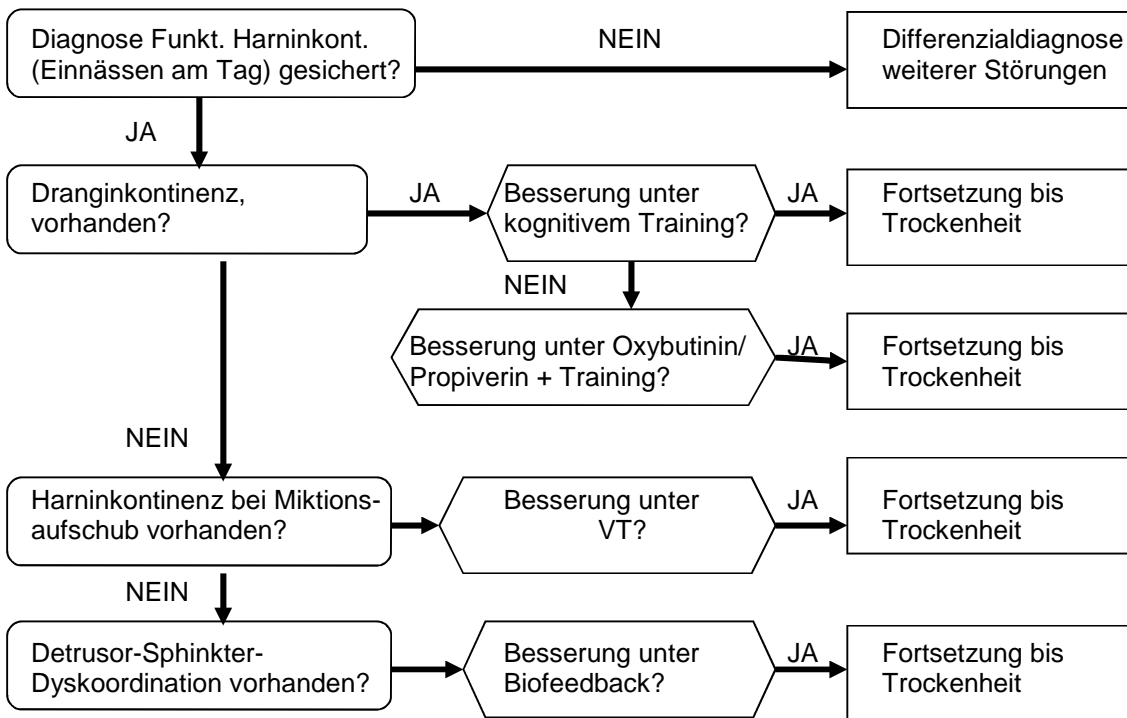 Diagnose Funkt. Harninkont.
(Einnässen am Tag) gesichert?
NEIN
Differenzialdiagnose
weiterer Störungen
JA
Dranginkontinenz,
vorhanden?
JA
Besserung unter
kognitivem Training?
JA
Fortsetzung bis
Trockenheit
NEIN
Besserung unter Oxybutinin/
Propiverin + Training?
JA
Fortsetzung bis
Trockenheit
NEIN
Harninkontinenz bei Miktions-
aufschub vorhanden?
Besserung unter
VT?
JA
Fortsetzung bis
Trockenheit
NEIN
Detrusor-Sphinkter-
Dyskoordination vorhanden?
Besserung unter
Biofeedback?
JA
Fortsetzung bis
Trockenheit